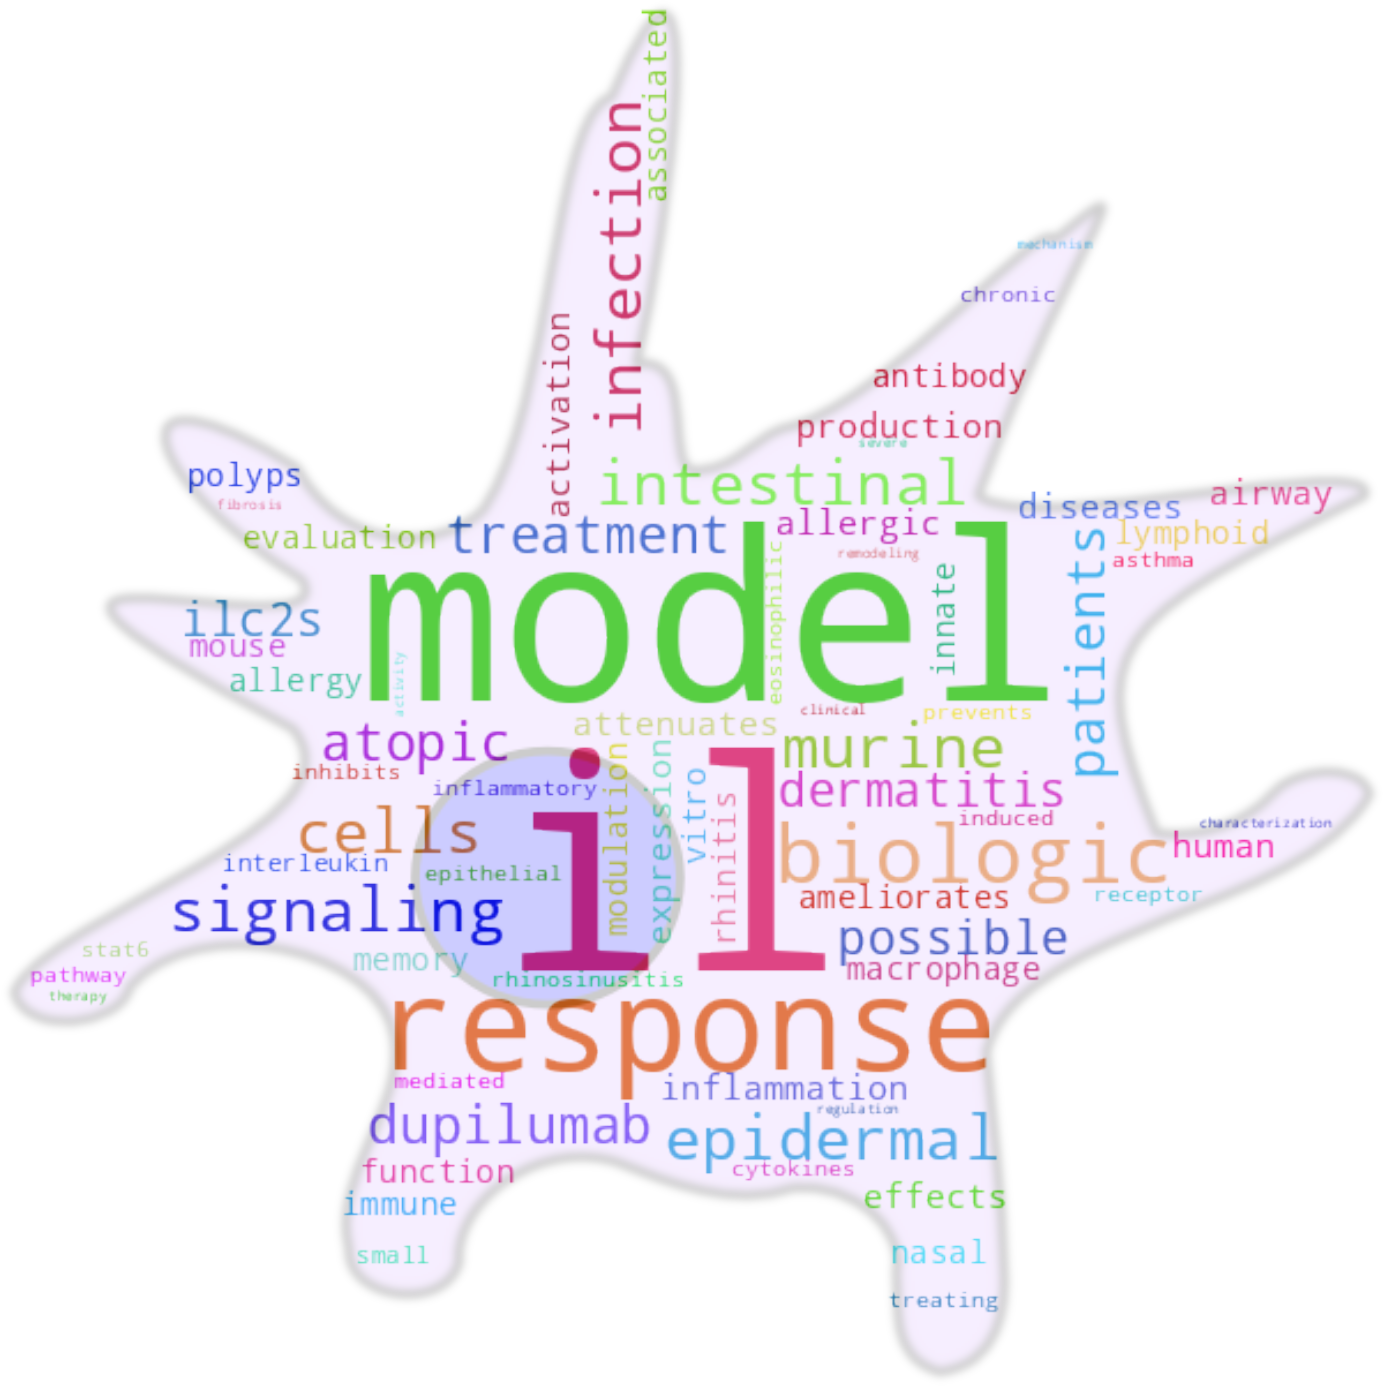 associated
infection
mechanism
chronic
activation
antibody
production
severe
polyps
intestinal
fibrosis
diseases
airway
evaluation
treatment
allergic
lymphoid
remodeling
asthma
model
eosinophilic
innate
patients
ilc2s
mouse
allergy
activity
clinical
prevents
attenuates
atopic
murine
inhibits
il
inflammatory
modulation
expression
vitro
rhinitis
dermatitis
cells
induced
characterization
biologic
human
interleukin
epithelial
ameliorates
receptor
signaling
possible
stat6
memory
macrophage
pathway
rhinosinusitis
therapy
response
mediated
inflammation
regulation
dupilumab
epidermal
function
cytokines
immune
effects
small
nasal
treating